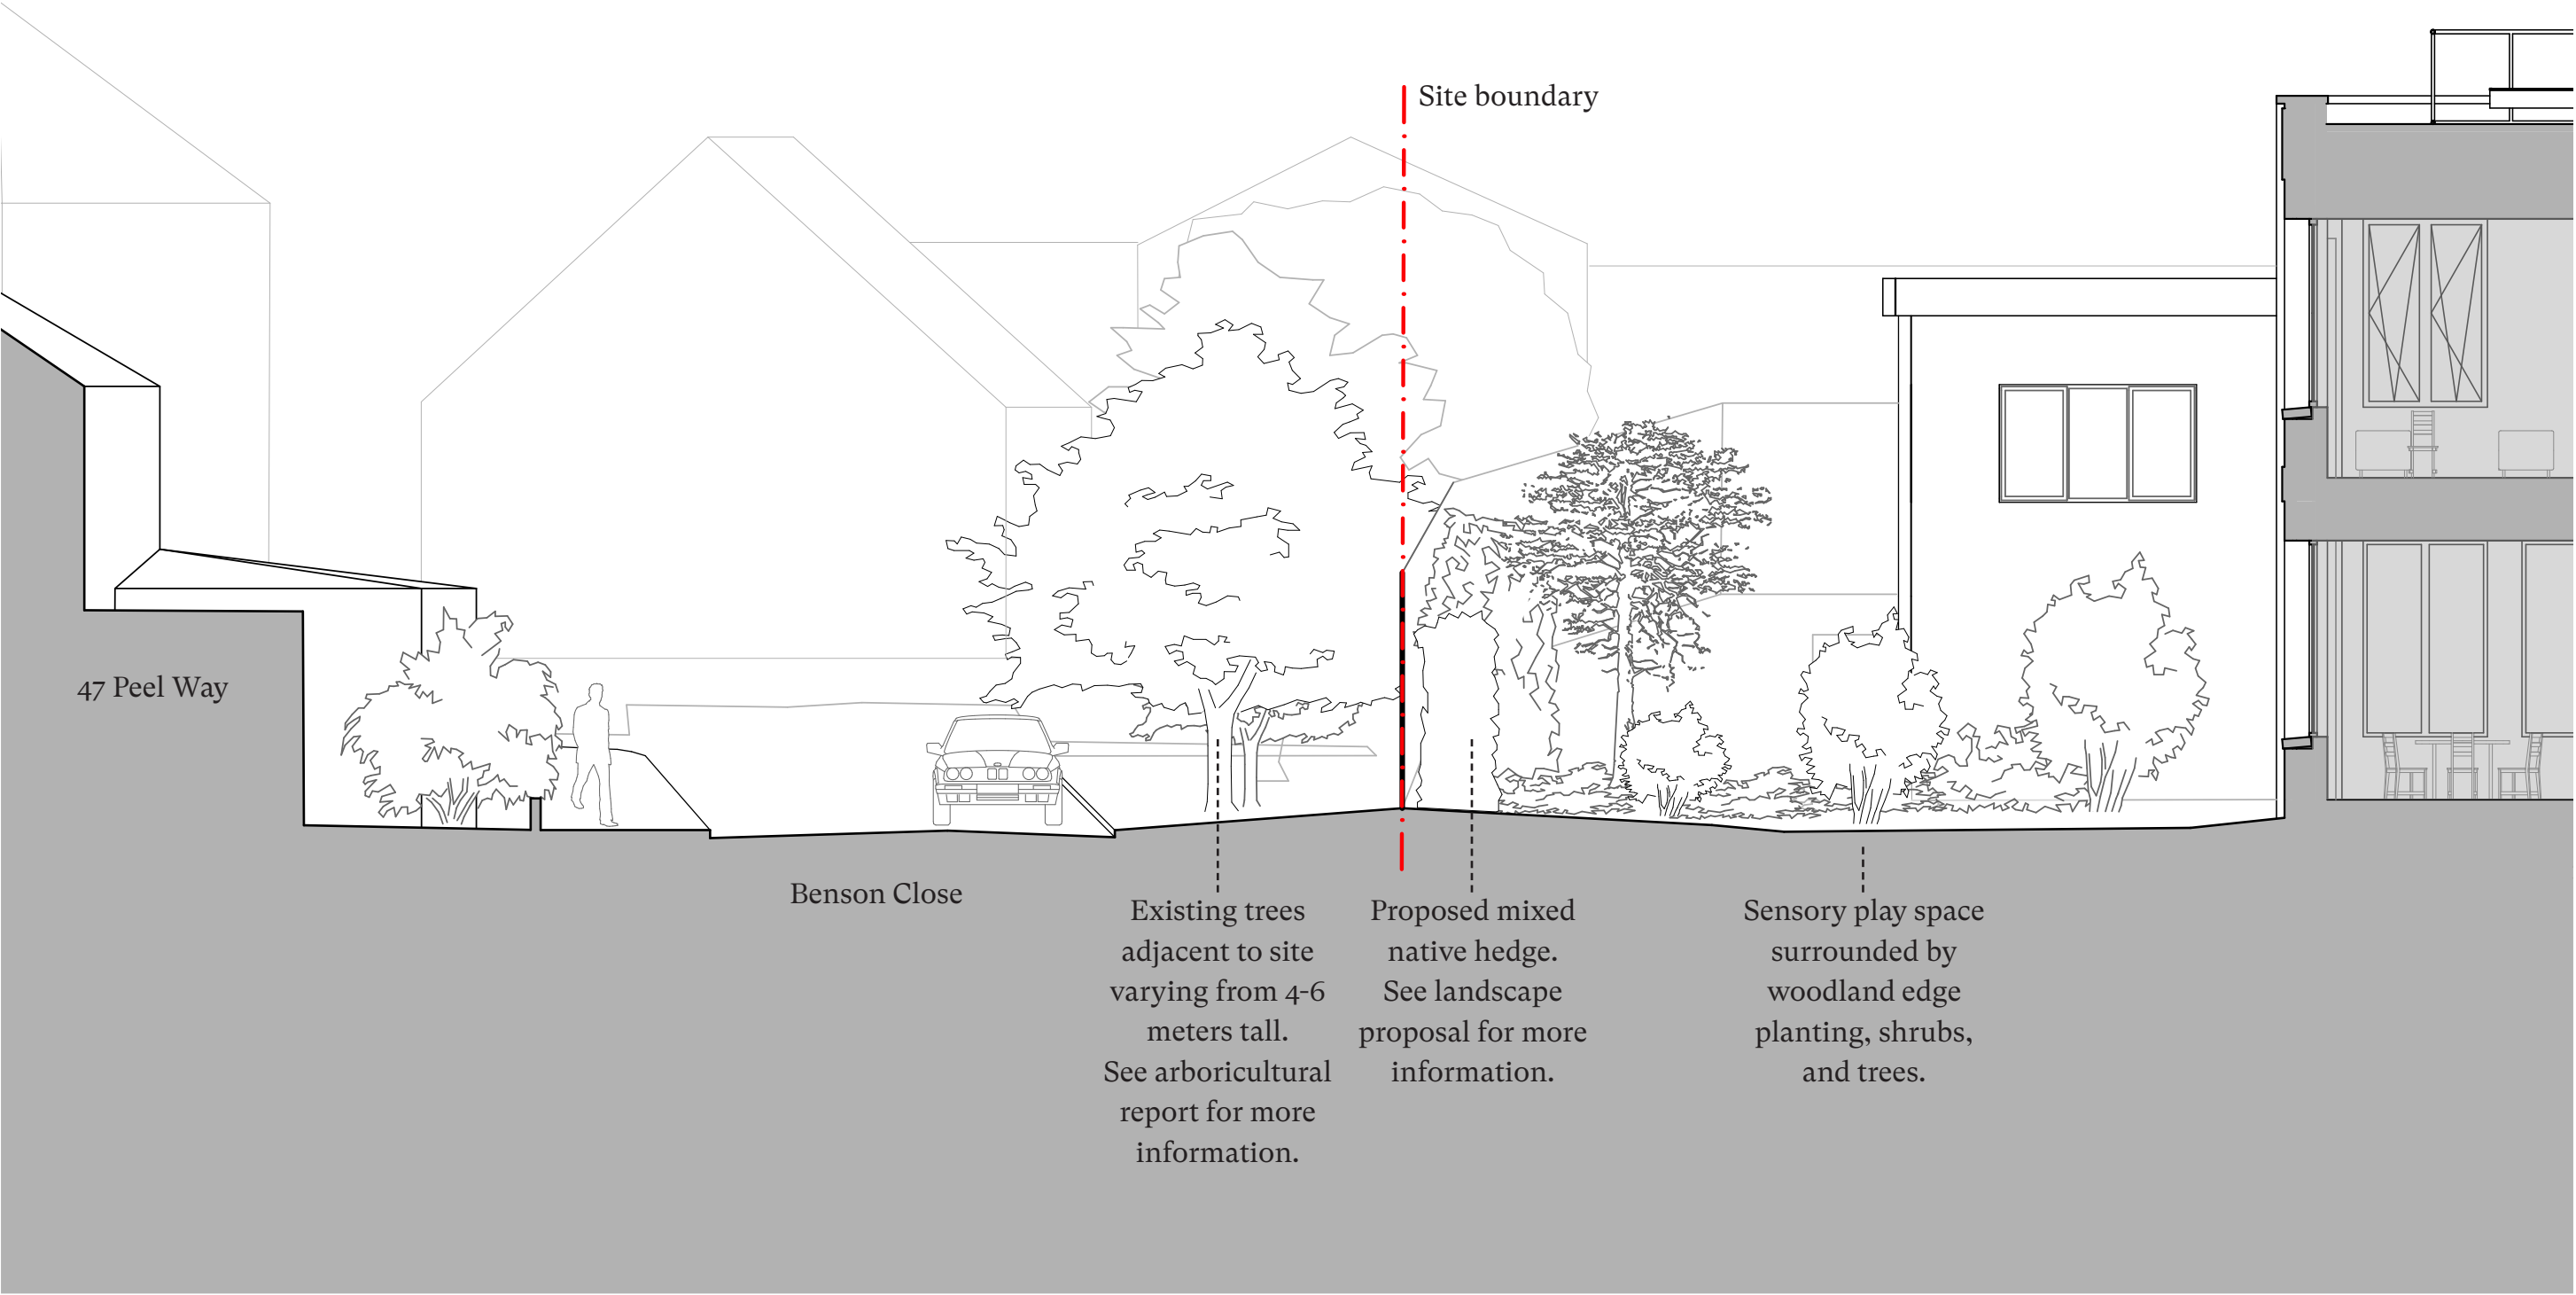 Site boundary
47 Peel Way
Benson Close
Existing trees
adjacent to site
varying from 4-6
meters tall.
See arboricultural
report for more
information.
Proposed mixed
native hedge.
See landscape
proposal for more
information.
Sensory play space
surrounded by
woodland edge
planting, shrubs,
and trees.